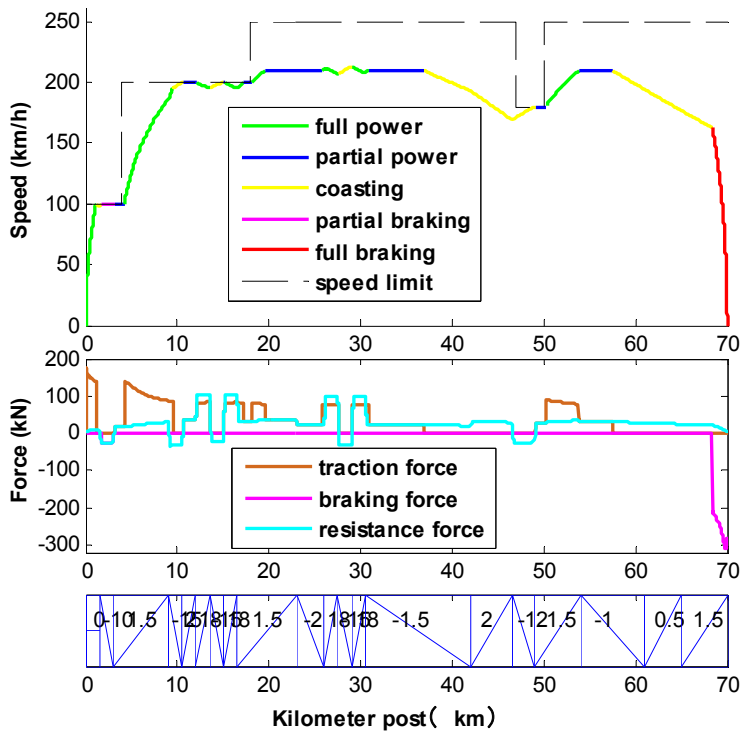 250
200
150
100
50
0
Speed (km/h)
full power
partial power
coasting
partial braking
full braking
speed limit
0 10 20 30 40 50 60 70
200
100
0
-100
-200
-300
Force (kN)
traction force
braking force
resistance force
0 10 20 30 40 50 60 70
0 -10 1.5 18 1.5 -2 18 18 -1.5 2 -12 1.5 -1 0.5 1.5
0 10 20 30 40 50 60 70
Kilometer post( km)